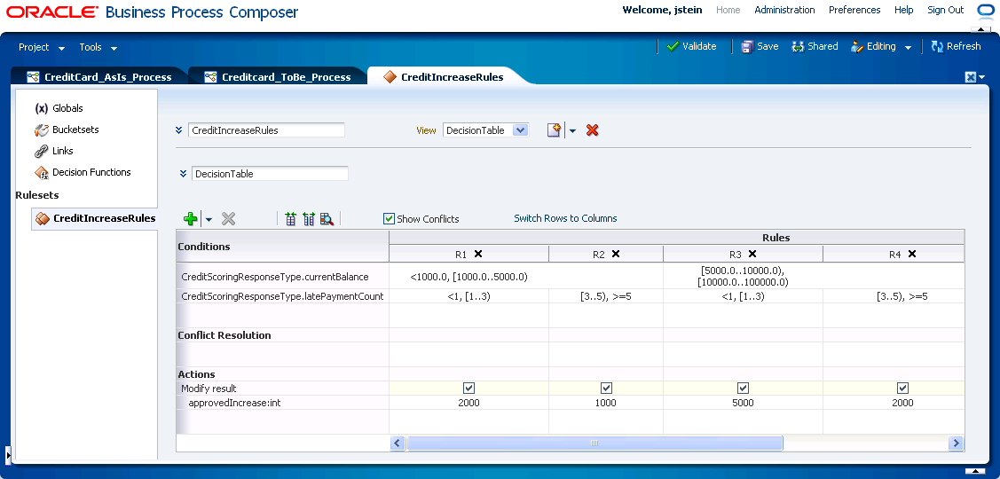 ORACLE Business Process Composer
Welcome, jstein Home Administration Preferences Help Sign Out
Project Tools
Validate Save Shared Editing Refresh
CreditCard_AsIs_Process Creditcard_ToBe_Process CreditIncreaseRules
(x) Globals
Bucketsets
Links
Decision Functions
Rulesets
CreditIncreaseRules
CreditIncreaseRules View DecisionTable
DecisionTable
Show Conflicts Switch Rows to Columns
Conditions Rules
R1 R2 R3 R4
CreditScoringResponseType.currentBalance <1000.0, [1000.0..5000.0) [5000.0..10000.0),
[10000.0..100000.0)
CreditScoringResponseType.latePaymentCount <1, [1..3) [3..5), >=5 <1, [1..3) [3..5), >=5
Conflict Resolution
Actions
Modify result
approvedIncrease:int 2000 1000 5000 2000